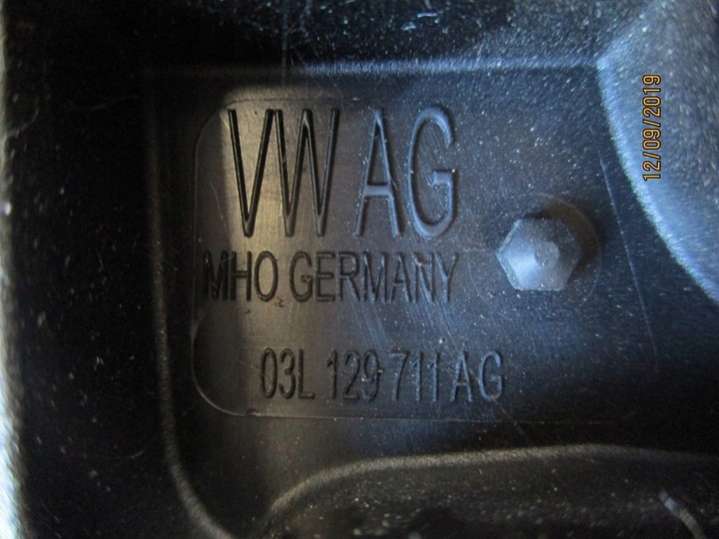 VW AG
MHO GERMANY
03L 129 711 AG
12/09/2019